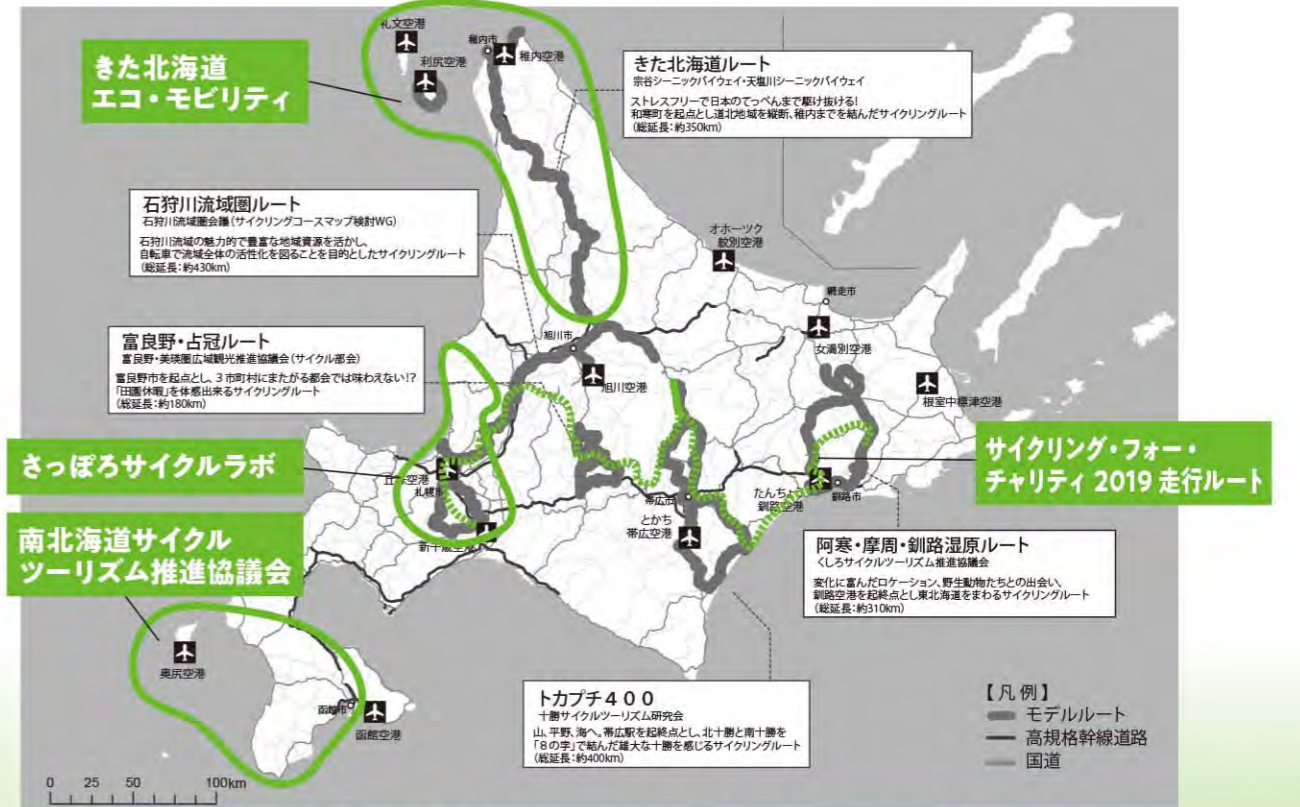 礼文空港
利尻空港
稚内市
稚内空港
きた北海道
エコ・モビリティ
きた北海道ルート
宗谷シーニックバイウェイ・天塩川シーニックバイウェイ
ストレスフリーで日本のてっぺんまで駆け抜ける!
和寒町を起点とし道北地域を縦断、稚内までを結んだサイクリングルート
(総延長:約350km)
石狩川流域圏ルート
石狩川流域圏会議(サイクリングコースマップ検討WG)
石狩川流域の魅力的で豊富な地域資源を活かし、
自転車で流域全体の活性化を図ることを目的としたサイクリングルート
(総延長:約430km)
オホーツク
紋別空港
網走市
女満別空港
根室中標津空港
富良野・占冠ルート
富良野・美瑛圏広域観光推進協議会(サイクル部会)
富良野市を起点とし、3市町村にまたがる都会では味わえない!?
「田園休暇」を体感出来るサイクリングルート
(総延長:約180km)
旭川市
旭川空港
さっぽろサイクルラボ
丘珠空港
札幌市
新千歳空港
帯広市
とかち
帯広空港
たんちょう
釧路空港
釧路市
サイクリング・フォー・
チャリティ 2019 走行ルート
南北海道サイクル
ツーリズム推進協議会
阿寒・摩周・釧路湿原ルート
くしろサイクルツーリズム推進協議会
変化に富んだロケーション、野生動物たちとの出会い、
釧路空港を起終点とし東北海道をまわるサイクリングルート
(総延長:約310km)
奥尻空港
函館市
函館空港
トカプチ400
十勝サイクルツーリズム研究会
山、平野、海へ。帯広駅を起終点とし、北十勝と南十勝を
「8の字」で結んだ雄大な十勝を感じるサイクリングルート
(総延長:約400km)
【凡例】
モデルルート
高規格幹線道路
国道
0 25 50 100km